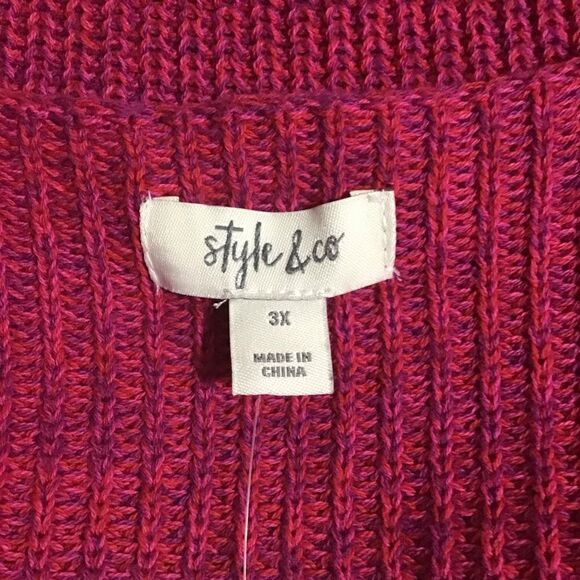 style & co
3X
MADE IN
CHINA